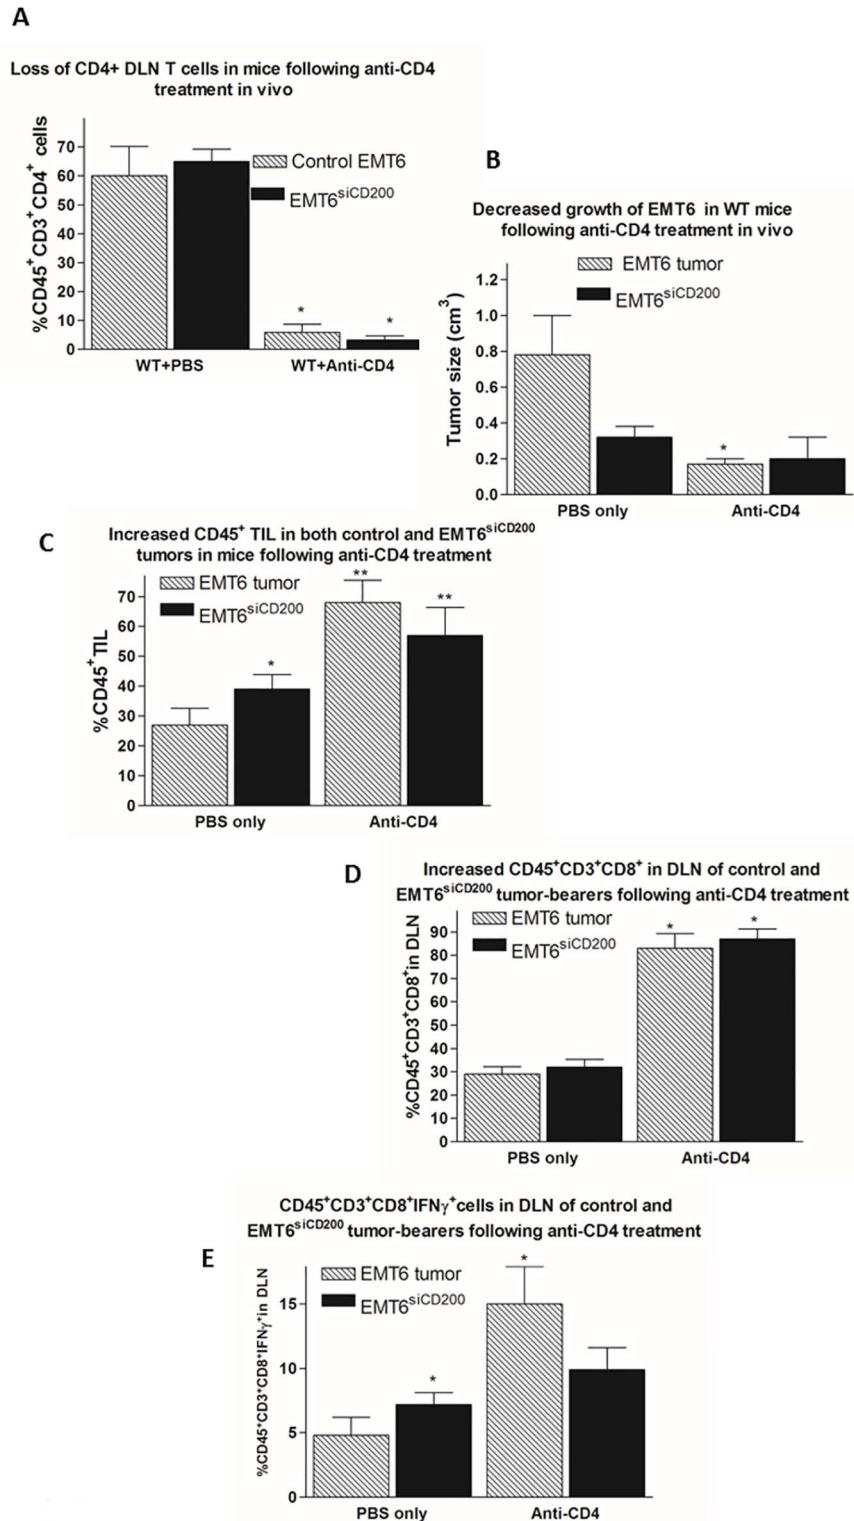 A
Loss of CD4+ DLN T cells in mice following anti-CD4
treatment in vivo
%CD45⁺CD3⁺CD4⁺ cells
70
60
50
40
30
20
10
0
Control EMT6
EMT6siCD200
*
*
WT+PBS
WT+Anti-CD4
B
Decreased growth of EMT6 in WT mice
following anti-CD4 treatment in vivo
Tumor size (cm³)
1.2
1.0
0.8
0.6
0.4
0.2
0.0
EMT6 tumor
EMT6siCD200
*
PBS only
Anti-CD4
C
Increased CD45⁺ TIL in both control and EMT6siCD200
tumors in mice following anti-CD4 treatment
%CD45⁺TIL
70
60
50
40
30
20
10
0
EMT6 tumor
EMT6siCD200
*
**
**
PBS only
Anti-CD4
D
Increased CD45⁺CD3⁺CD8⁺ in DLN of control and
EMT6siCD200 tumor-bearers following anti-CD4 treatment
%CD45⁺CD3⁺CD8⁺in DLN
90
80
70
60
50
40
30
20
10
0
EMT6 tumor
EMT6siCD200
*
*
PBS only
Anti-CD4
E
CD45⁺CD3⁺CD8⁺IFNγ⁺cells in DLN of control and
EMT6siCD200 tumor-bearers following anti-CD4 treatment
%CD45⁺CD3⁺CD8⁺IFNγ⁺in DLN
15
10
5
0
EMT6 tumor
EMT6siCD200
*
*
PBS only
Anti-CD4